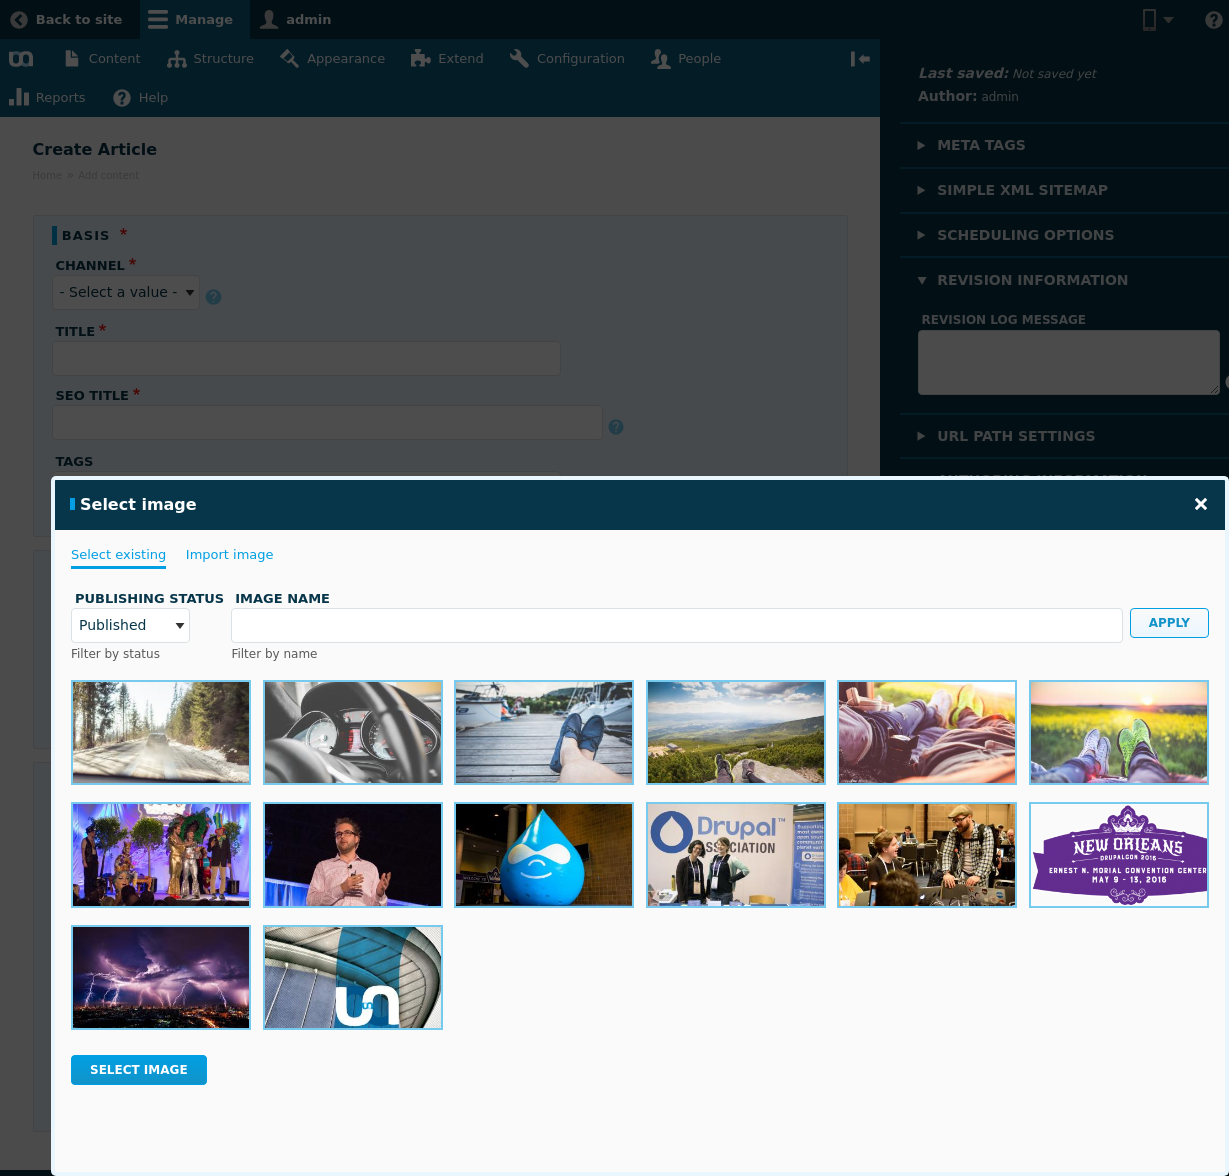 Back to site
Manage
admin
Content
Structure
Appearance
Extend
Configuration
People
Reports
Help
Last saved: Not saved yet
Author: admin
META TAGS
SIMPLE XML SITEMAP
SCHEDULING OPTIONS
REVISION INFORMATION
REVISION LOG MESSAGE
URL PATH SETTINGS
Create Article
Home » Add content
BASIS *
CHANNEL *
- Select a value -
TITLE *
SEO TITLE *
TAGS
Select image
Select existing
Import image
PUBLISHING STATUS
IMAGE NAME
Published
APPLY
Filter by status
Filter by name
Drupal™
ASSOCIATION
NEW ORLEANS
DRUPALCON 2016
ERNEST N. MORIAL CONVENTION CENTER
MAY 9 - 13, 2016
SELECT IMAGE